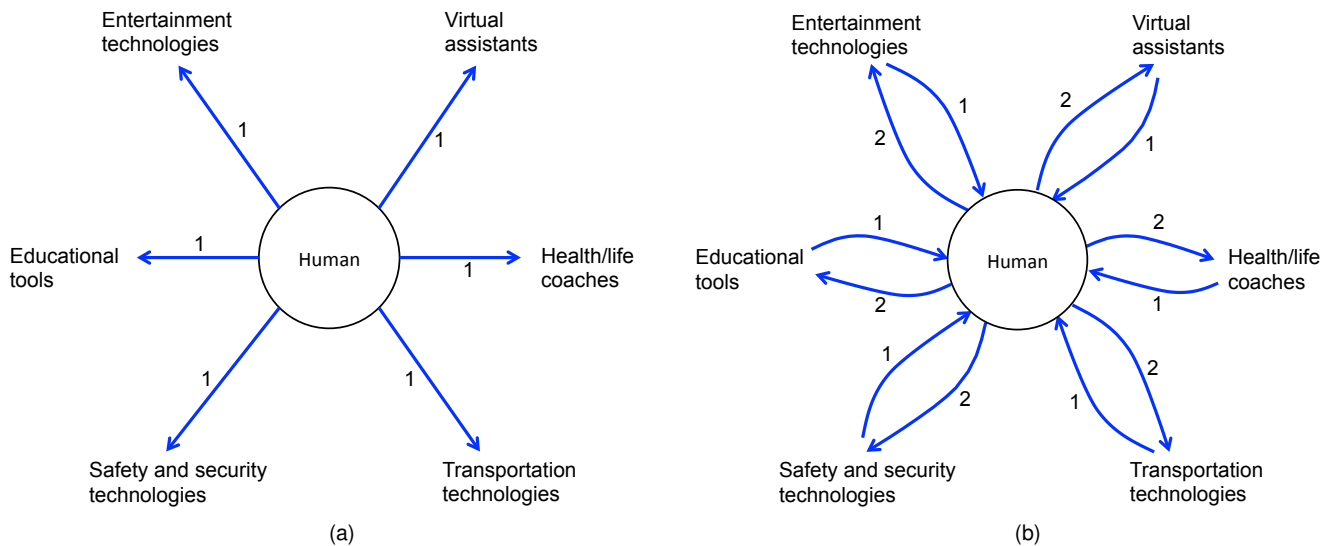 Entertainment
technologies
Virtual
assistants
1
1
Educational
tools
1
Human
1
Health/life
coaches
1
1
Safety and security
technologies
Transportation
technologies
(a)
Entertainment
technologies
Virtual
assistants
1
2
2
1
Educational
tools
1
2
Human
2
1
Health/life
coaches
1
2
2
1
Safety and security
technologies
Transportation
technologies
(b)